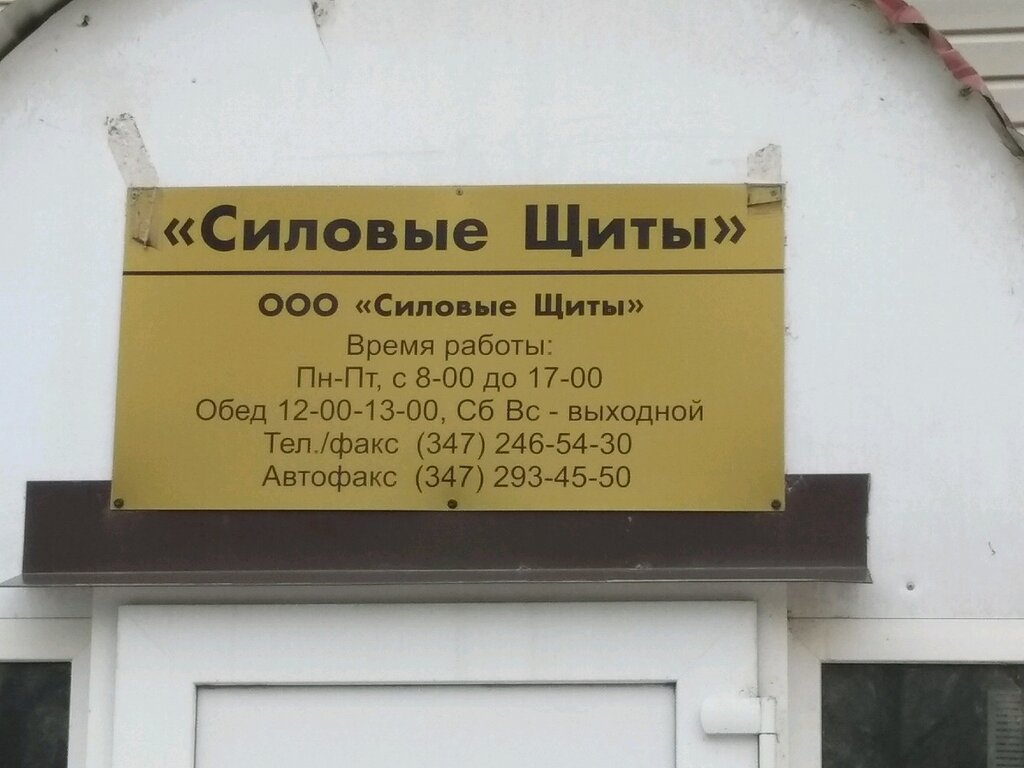 «Силовые Щиты»
ООО «Силовые Щиты»
Время работы:
Пн-Пт, с 8-00 до 17-00
Обед 12-00-13-00, Сб Вс - выходной
Тел./факс (347) 246-54-30
Автофакс (347) 293-45-50